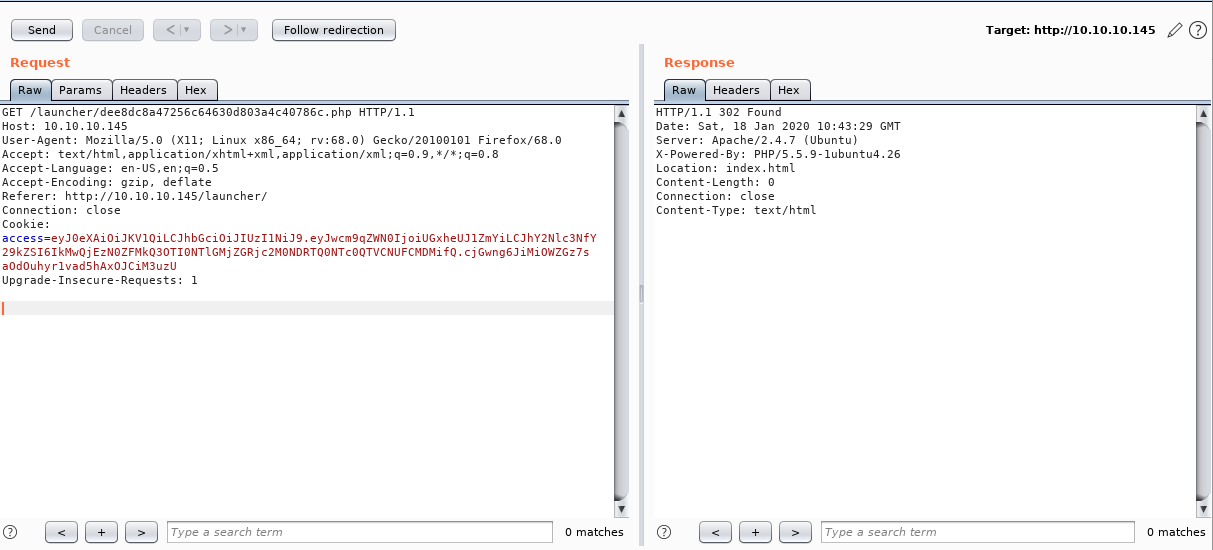 Send Cancel < > Follow redirection Target: http://10.10.10.145 ?
Request
Raw Params Headers Hex
GET /launcher/dee8dc8a47256c64630d803a4c40786c.php HTTP/1.1
Host: 10.10.10.145
User-Agent: Mozilla/5.0 (X11; Linux x86_64; rv:68.0) Gecko/20100101 Firefox/68.0
Accept: text/html,application/xhtml+xml,application/xml;q=0.9,*/*;q=0.8
Accept-Language: en-US,en;q=0.5
Accept-Encoding: gzip, deflate
Referer: http://10.10.10.145/launcher/
Connection: close
Cookie:
access=eyJ0eXAiOiJKV1QiLCJhbGciOiJIUzI1NiJ9.eyJwcm9qZWN0IjoiUGxheUJ1ZmYiLCJhY2Nlc3NfY
29kZSI6IkMwQjEzN0ZFMkQ3OTI0NTlGMjZGRjc2M0NDRTQ0NTc0QTVCNUFCMDMifQ.cjGwng6JiMiOWZGz7s
aOdOuhyr1vad5hAxOJCiM3uzU
Upgrade-Insecure-Requests: 1
? < + > Type a search term 0 matches
Response
Raw Headers Hex
HTTP/1.1 302 Found
Date: Sat, 18 Jan 2020 10:43:29 GMT
Server: Apache/2.4.7 (Ubuntu)
X-Powered-By: PHP/5.5.9-1ubuntu4.26
Location: index.html
Content-Length: 0
Connection: close
Content-Type: text/html
? < + > Type a search term 0 matches